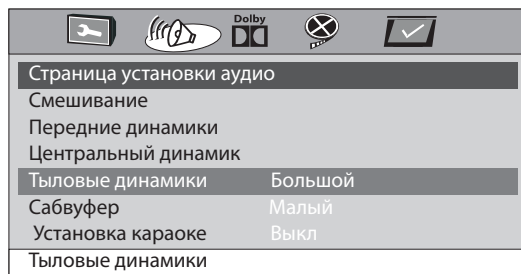 Dolby
Страница установки аудио
Смешивание
Передние динамики
Центральный динамик
Тыловые динамики Большой
Сабвуфер Малый
Установка караоке Выкл
Тыловые динамики